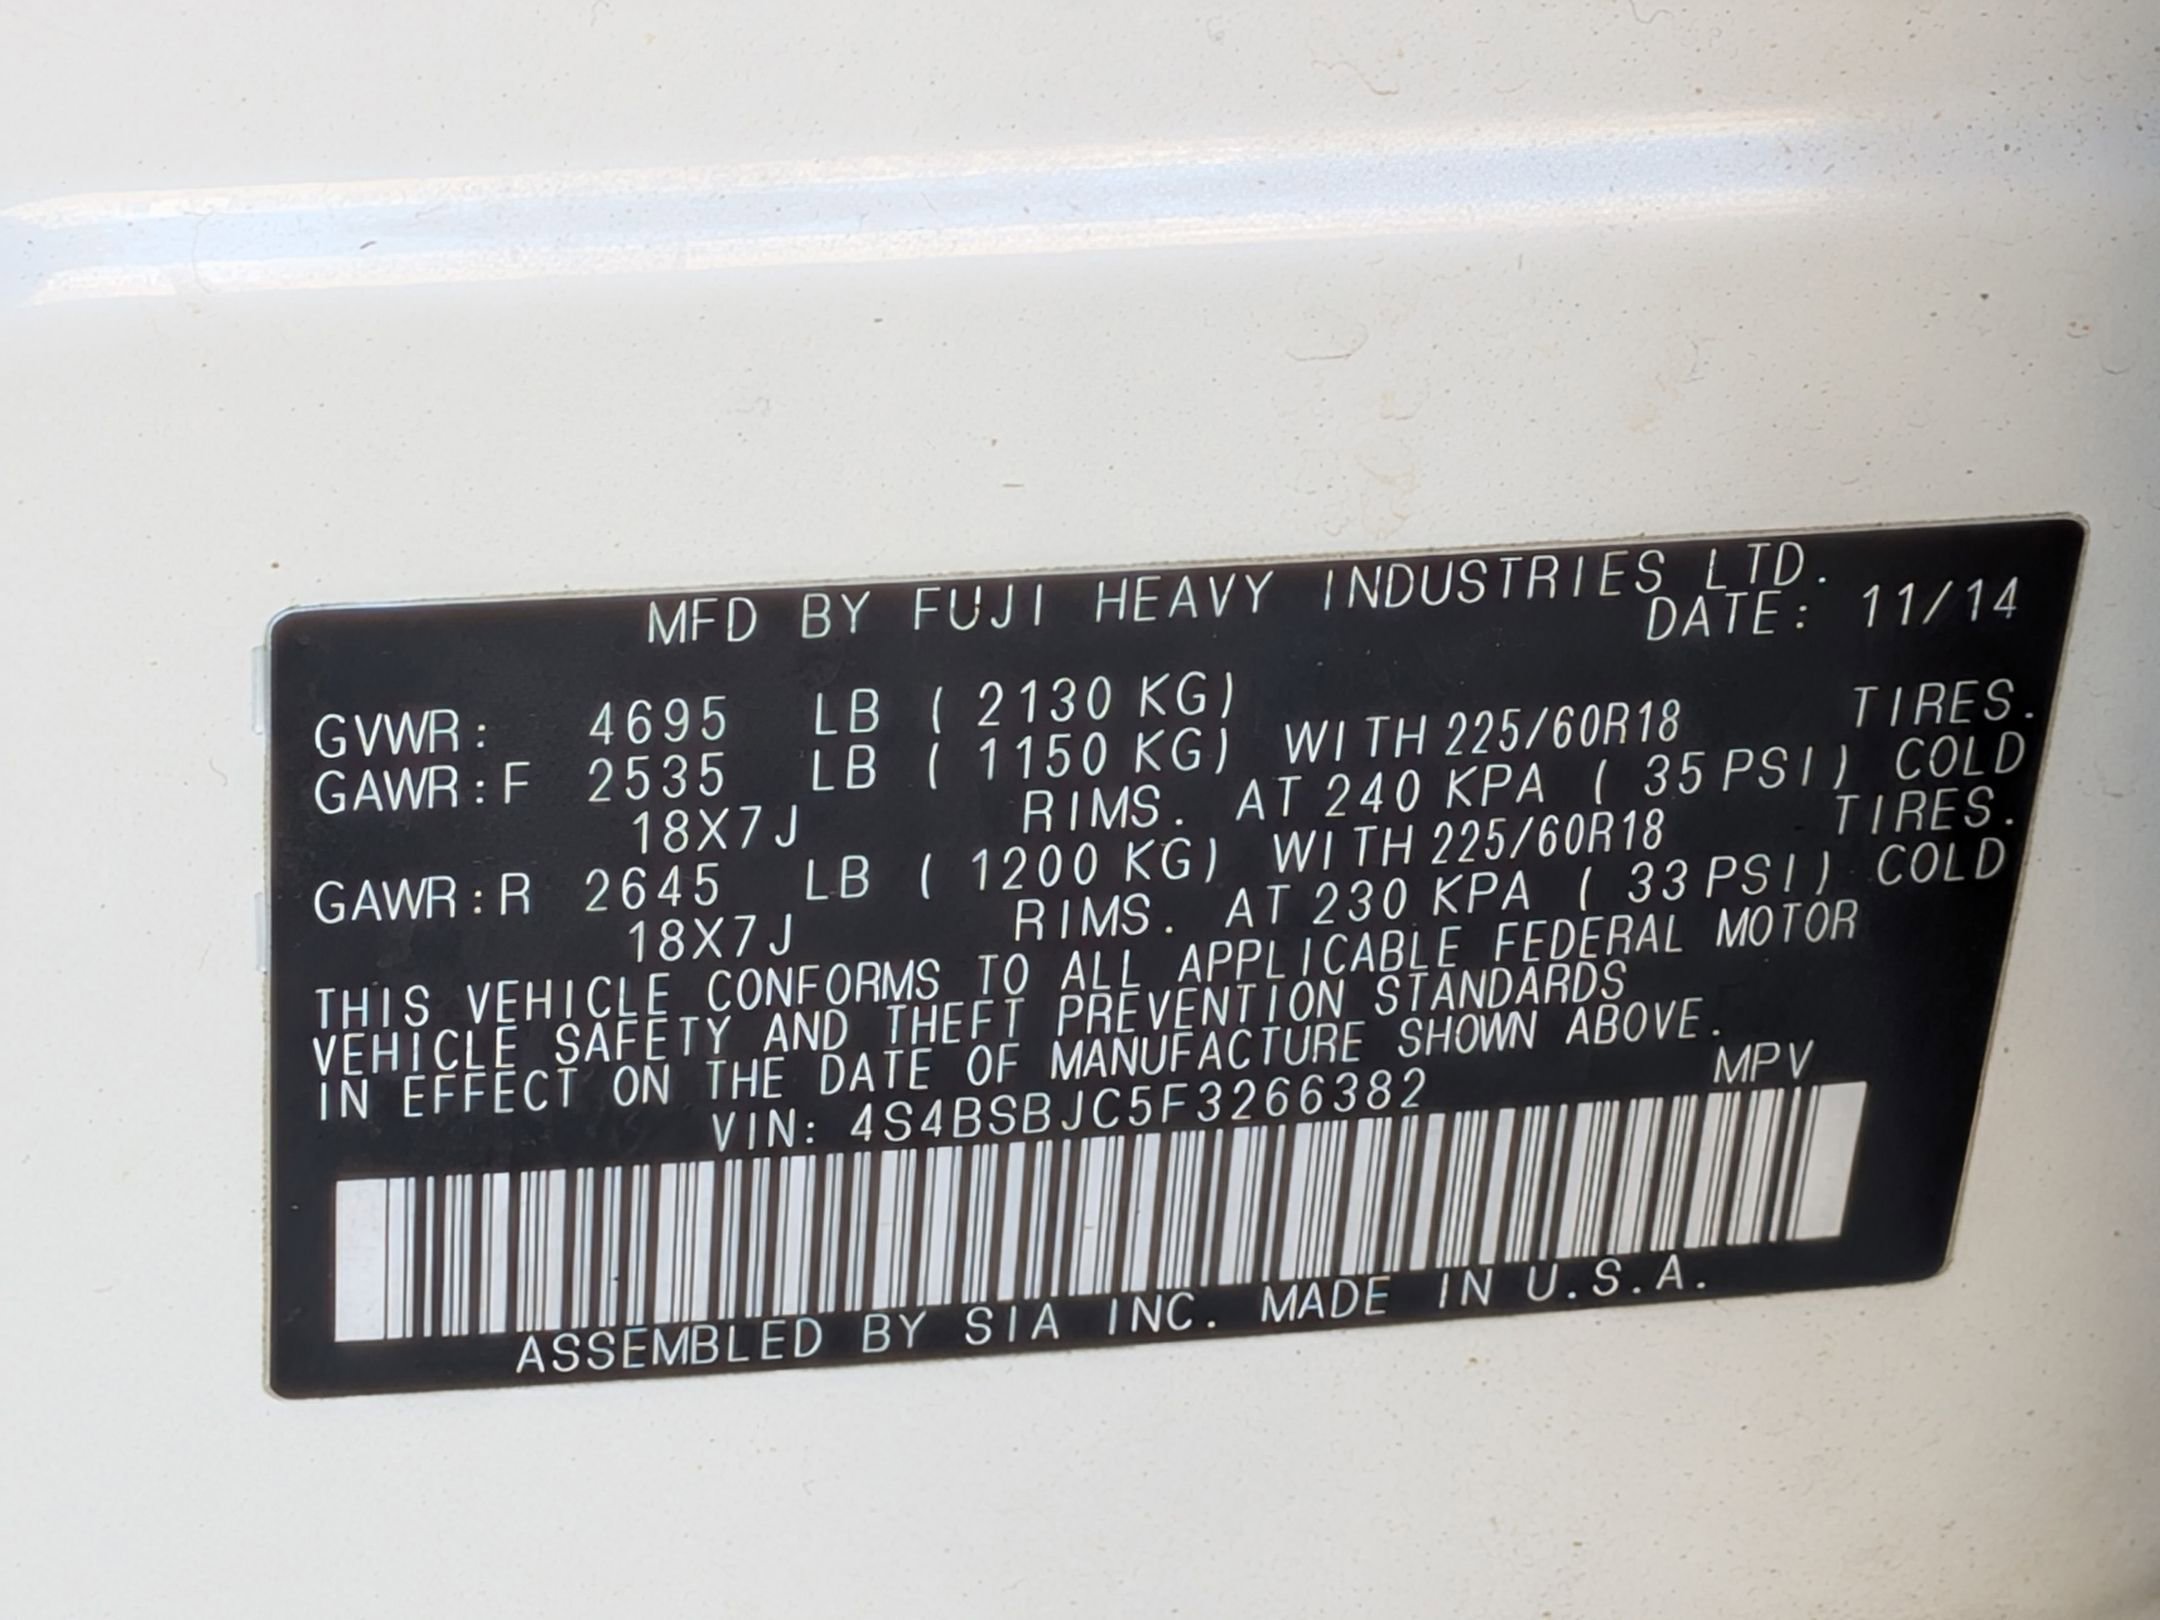 MFD BY FUJI HEAVY INDUSTRIES LTD.
DATE: 11/14
GVWR: 4695 LB ( 2130 KG)
GAWR:F 2535 LB ( 1150 KG) WITH 225/60R18 TIRES.
18X7J RIMS. AT 240 KPA ( 35 PSI) COLD
GAWR:R 2645 LB ( 1200 KG) WITH 225/60R18 TIRES.
18X7J RIMS. AT 230 KPA ( 33 PSI) COLD
THIS VEHICLE CONFORMS TO ALL APPLICABLE FEDERAL MOTOR
VEHICLE SAFETY AND THEFT PREVENTION STANDARDS
IN EFFECT ON THE DATE OF MANUFACTURE SHOWN ABOVE.
VIN: 4S4BSBJC5F3266382 MPV
ASSEMBLED BY SIA INC. MADE IN U.S.A.